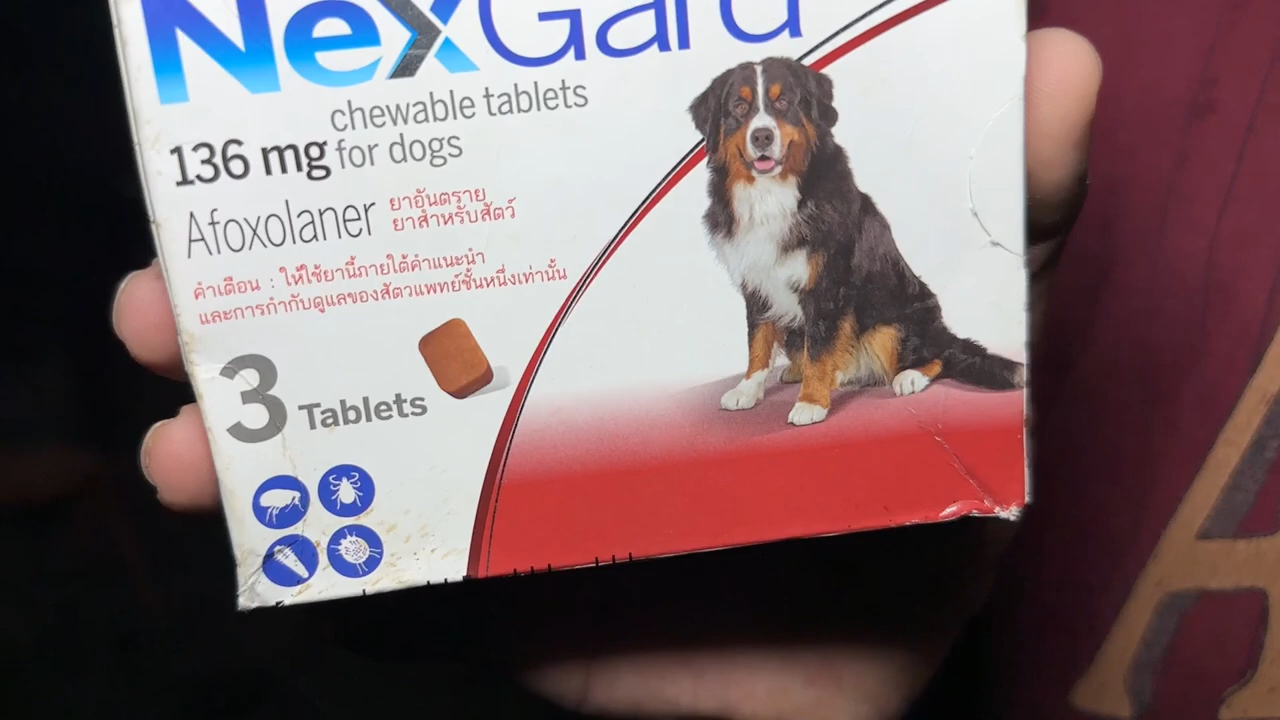 NexGard
chewable tablets
136 mg for dogs
Afoxolaner
ยาอันตราย
ยาสำหรับสัตว์
คำเตือน : ให้ใช้ยานี้ภายใต้คำแนะนำ
และการกำกับดูแลของสัตวแพทย์ชั้นหนึ่งเท่านั้น
3 Tablets